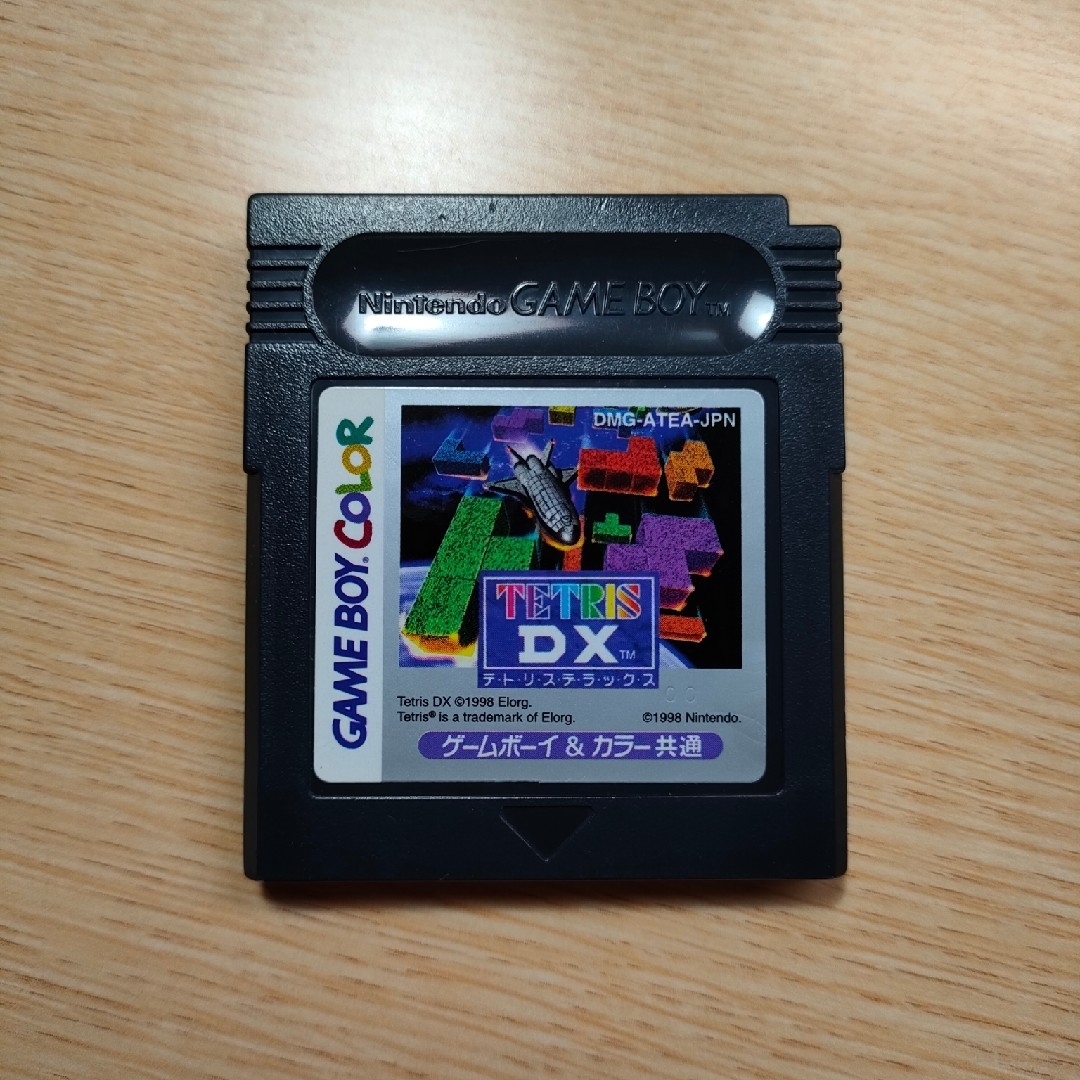 Nintendo GAME BOY TM
GAME BOY® COLOR
DMG-ATEA-JPN
TETRIS
DX TM
テ・ト・リ・ス・デ・ラ・ッ・ク・ス
Tetris DX ©1998 Elorg.
Tetris® is a trademark of Elorg.
©1998 Nintendo.
ゲームボーイ & カラー共通